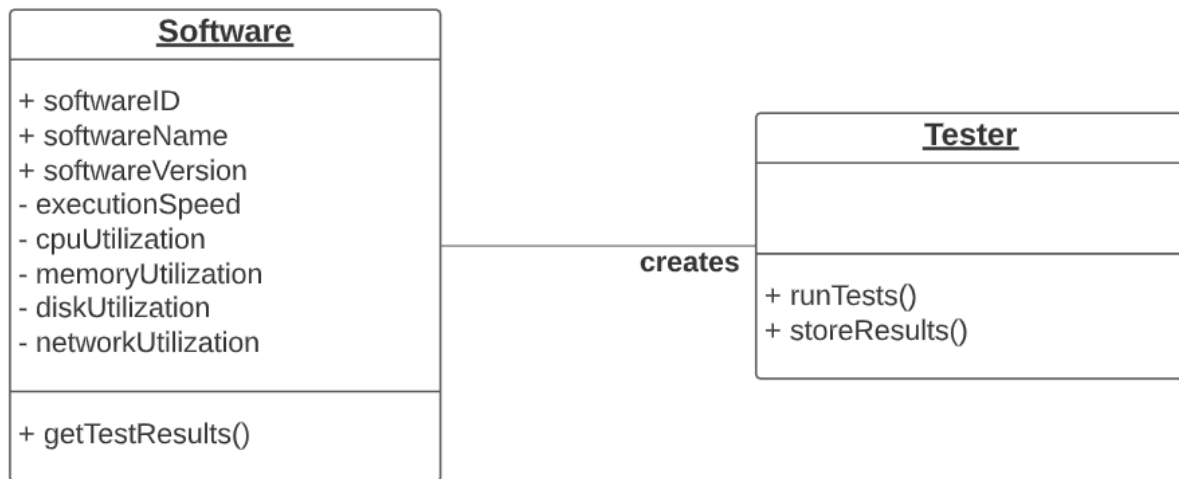 Software
+ softwareID
+ softwareName
+ softwareVersion
- executionSpeed
- cpuUtilization
- memoryUtilization
- diskUtilization
- networkUtilization
+ getTestResults()
creates
Tester
+ runTests()
+ storeResults()